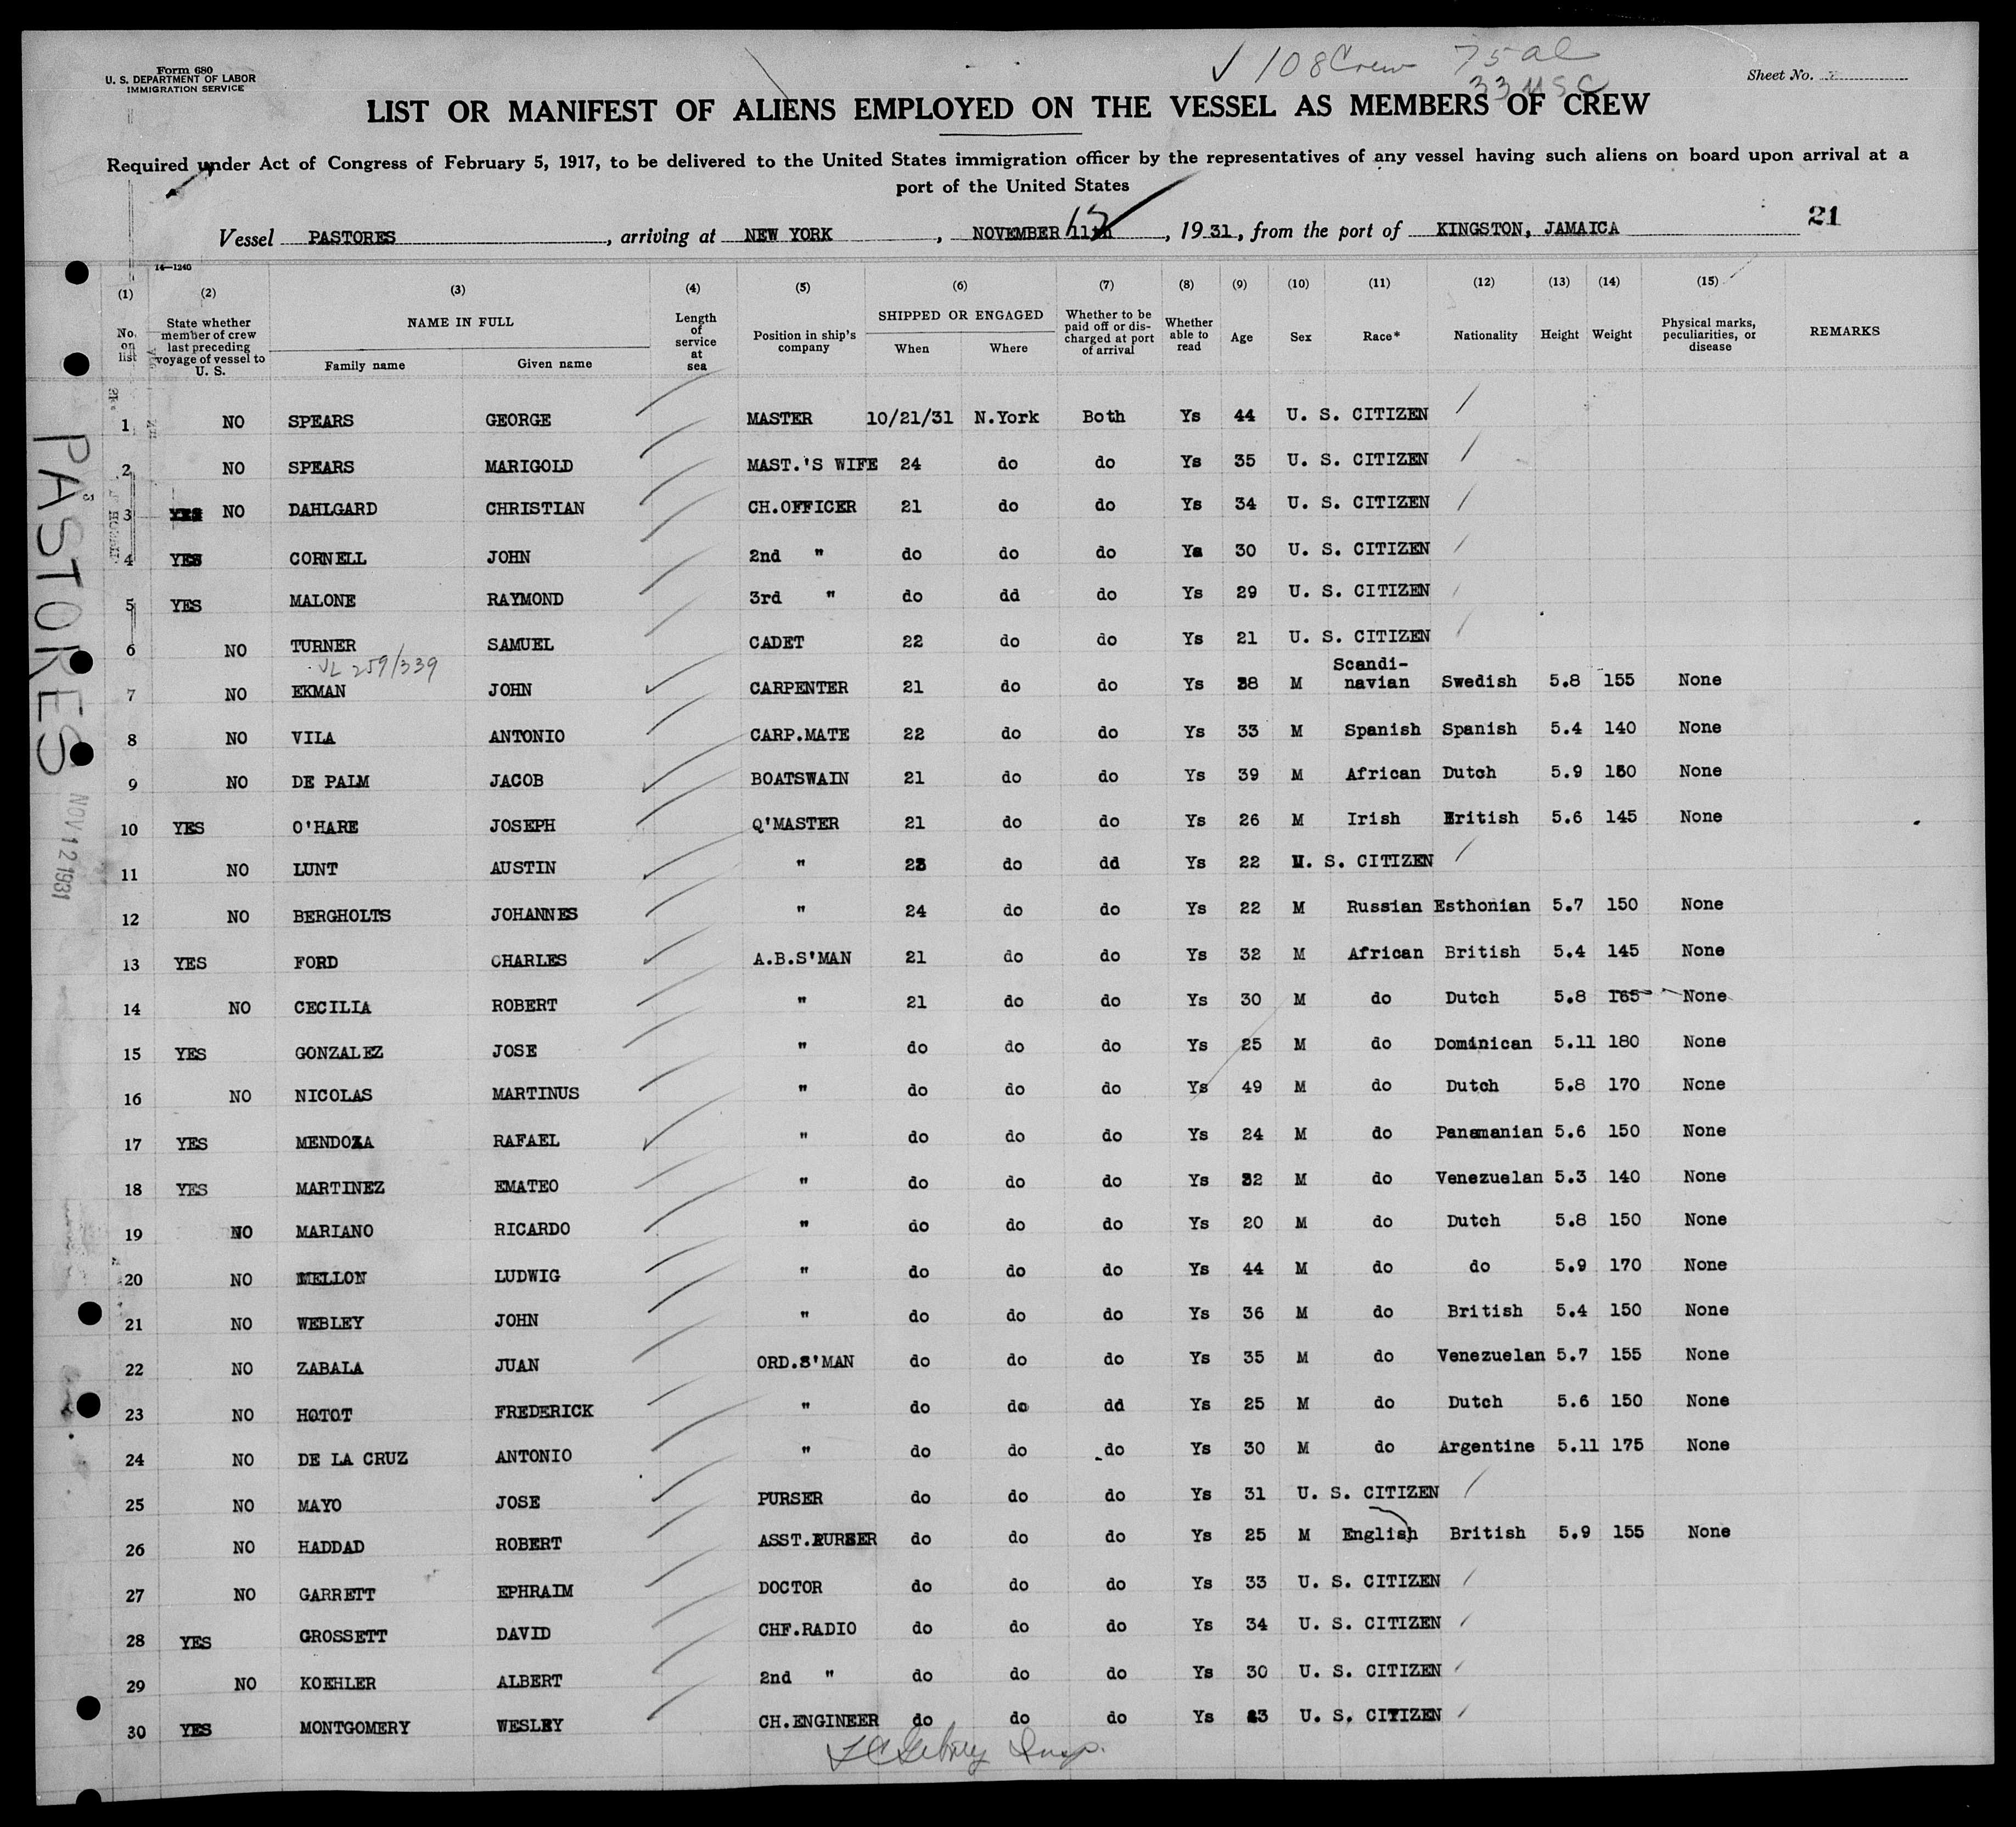 Form 680
U. S. DEPARTMENT OF LABOR
IMMIGRATION SERVICE
√ 108 Crew 75 al
33 USC
Sheet No.
LIST OR MANIFEST OF ALIENS EMPLOYED ON THE VESSEL AS MEMBERS OF CREW
Required under Act of Congress of February 5, 1917, to be delivered to the United States immigration officer by the representatives of any vessel having such aliens on board upon arrival at a
port of the United States
Vessel PASTORES, arriving at NEW YORK, NOVEMBER 11th 12, 1931, from the port of KINGSTON, JAMAICA 21
14—1240
(1) (2) (3) (4) (5) (6) (7) (8) (9) (10) (11) (12) (13) (14) (15)
No. on list
State whether member of crew last preceding voyage of vessel to U. S.
NAME IN FULL
Family name Given name
Length of service at sea
Position in ship's company
SHIPPED OR ENGAGED
When Where
Whether to be paid off or discharged at port of arrival
Whether able to read
Age Sex Race* Nationality Height Weight
Physical marks, peculiarities, or disease
REMARKS
1 NO SPEARS GEORGE MASTER 10/21/31 N.York Both Ys 44 U. S. CITIZEN
2 NO SPEARS MARIGOLD MAST.'S WIFE 24 do do Ys 35 U. S. CITIZEN
3 YES NO DAHLGARD CHRISTIAN CH.OFFICER 21 do do Ys 34 U. S. CITIZEN
4 YES CORNELL JOHN 2nd " do do do Ys 30 U. S. CITIZEN
5 YES MALONE RAYMOND 3rd " do dd do Ys 29 U. S. CITIZEN
6 NO TURNER SAMUEL CADET 22 do do Ys 21 U. S. CITIZEN
VL 259/339
7 NO EKMAN JOHN CARPENTER 21 do do Ys 38 M Scandi-navian Swedish 5.8 155 None
8 NO VILA ANTONIO CARP.MATE 22 do do Ys 33 M Spanish Spanish 5.4 140 None
9 NO DE PALM JACOB BOATSWAIN 21 do do Ys 39 M African Dutch 5.9 150 None
10 YES O'HARE JOSEPH Q'MASTER 21 do do Ys 26 M Irish British 5.6 145 None
11 NO LUNT AUSTIN " 23 do dd Ys 22 U. S. CITIZEN
12 NO BERGHOLTS JOHANNES " 24 do do Ys 22 M Russian Esthonian 5.7 150 None
13 YES FORD CHARLES A.B.S'MAN 21 do do Ys 32 M African British 5.4 145 None
14 NO CECILIA ROBERT " 21 do do Ys 30 M do Dutch 5.8 165 None
15 YES GONZALEZ JOSE " do do do Ys 25 M do Dominican 5.11 180 None
16 NO NICOLAS MARTINUS " do do do Ys 49 M do Dutch 5.8 170 None
17 YES MENDOZA RAFAEL " do do do Ys 24 M do Panamanian 5.6 150 None
18 YES MARTINEZ EMATEO " do do do Ys 32 M do Venezuelan 5.3 140 None
19 NO MARIANO RICARDO " do do do Ys 20 M do Dutch 5.8 150 None
20 NO MELLON LUDWIG " do do do Ys 44 M do do 5.9 170 None
21 NO WEBLEY JOHN " do do do Ys 36 M do British 5.4 150 None
22 NO ZABALA JUAN ORD.S'MAN do do do Ys 35 M do Venezuelan 5.7 155 None
23 NO HOTOT FREDERICK " do do dd Ys 25 M do Dutch 5.6 150 None
24 NO DE LA CRUZ ANTONIO " do do do Ys 30 M do Argentine 5.11 175 None
25 NO MAYO JOSE PURSER do do do Ys 31 U. S. CITIZEN
26 NO HADDAD ROBERT ASST.PURSER do do do Ys 25 M English British 5.9 155 None
27 NO GARRETT EPHRAIM DOCTOR do do do Ys 33 U. S. CITIZEN
28 YES GROSSETT DAVID CHF.RADIO do do do Ys 34 U. S. CITIZEN
29 NO KOEHLER ALBERT 2nd " do do do Ys 30 U. S. CITIZEN
30 YES MONTGOMERY WESLEY CH.ENGINEER do do do Ys 43 U. S. CITIZEN
Insp.
PASTORES
NOV 12 1931